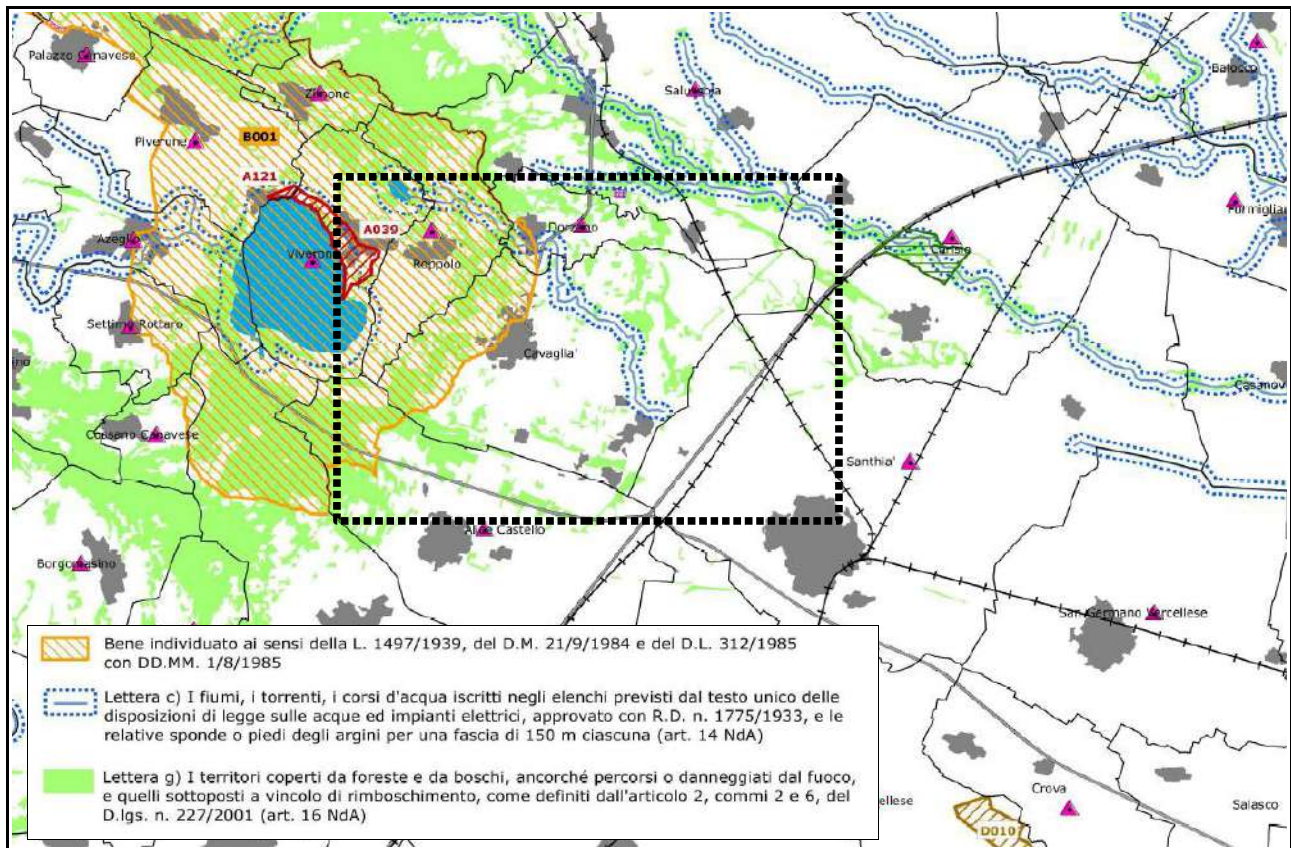 Palazzo Canavese
Zimone
Salussola
Balocco
B001
Piverone
A121
Formigliana
A039
Dorzano
Azeglio
Viverone
Roppolo
Carisio
Settimo Rottaro
Cavaglia'
Casanov
Cossano Canavese
Santhia'
Alice Castello
Borgomasino
San Germano Vercellese
Bene individuato ai sensi della L. 1497/1939, del D.M. 21/9/1984 e del D.L. 312/1985
con DD.MM. 1/8/1985
Lettera c) I fiumi, i torrenti, i corsi d'acqua iscritti negli elenchi previsti dal testo unico delle
disposizioni di legge sulle acque ed impianti elettrici, approvato con R.D. n. 1775/1933, e le
relative sponde o piedi degli argini per una fascia di 150 m ciascuna (art. 14 NdA)
Lettera g) I territori coperti da foreste e da boschi, ancorché percorsi o danneggiati dal fuoco,
e quelli sottoposti a vincolo di rimboschimento, come definiti dall'articolo 2, commi 2 e 6, del
D.lgs. n. 227/2001 (art. 16 NdA)
Crova
cellese
Salasco
D010